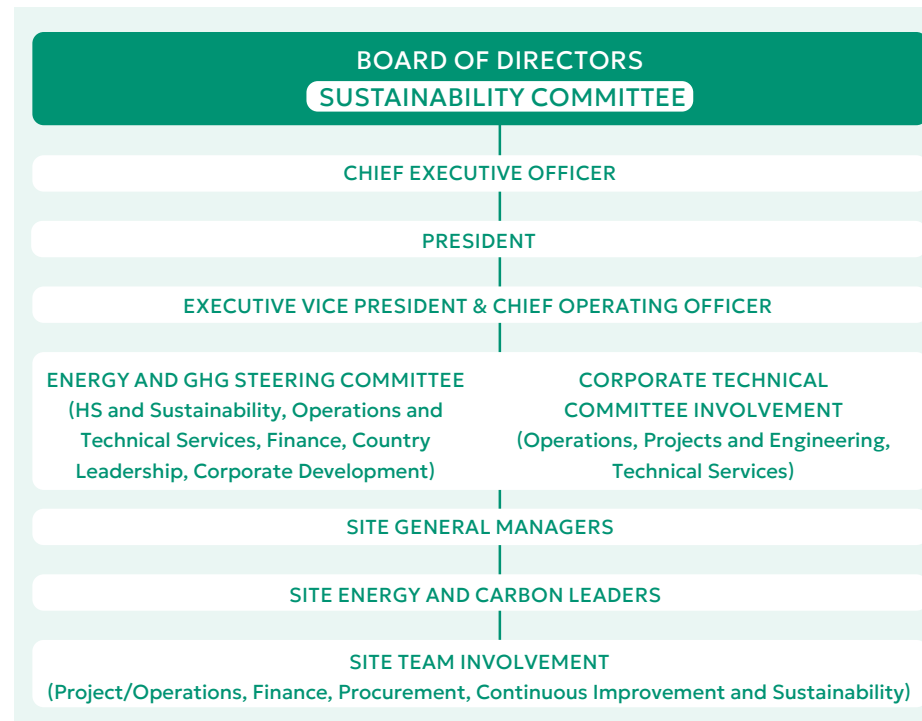 BOARD OF DIRECTORS
SUSTAINABILITY COMMITTEE
CHIEF EXECUTIVE OFFICER
PRESIDENT
EXECUTIVE VICE PRESIDENT & CHIEF OPERATING OFFICER
ENERGY AND GHG STEERING COMMITTEE
(HS and Sustainability, Operations and
Technical Services, Finance, Country
Leadership, Corporate Development)
CORPORATE TECHNICAL
COMMITTEE INVOLVEMENT
(Operations, Projects and Engineering,
Technical Services)
SITE GENERAL MANAGERS
SITE ENERGY AND CARBON LEADERS
SITE TEAM INVOLVEMENT
(Project/Operations, Finance, Procurement, Continuous Improvement and Sustainability)